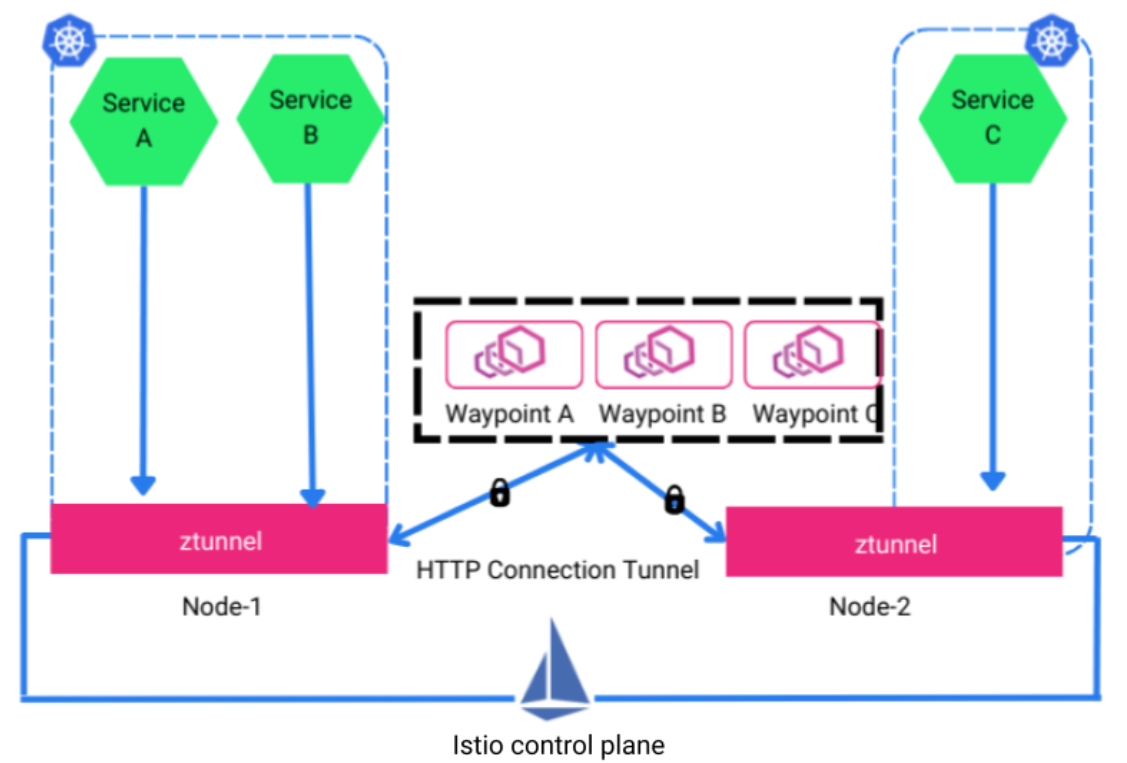 Service
A
Service
B
Service
C
Waypoint A
Waypoint B
Waypoint C
ztunnel
ztunnel
HTTP Connection Tunnel
Node-1
Node-2
Istio control plane